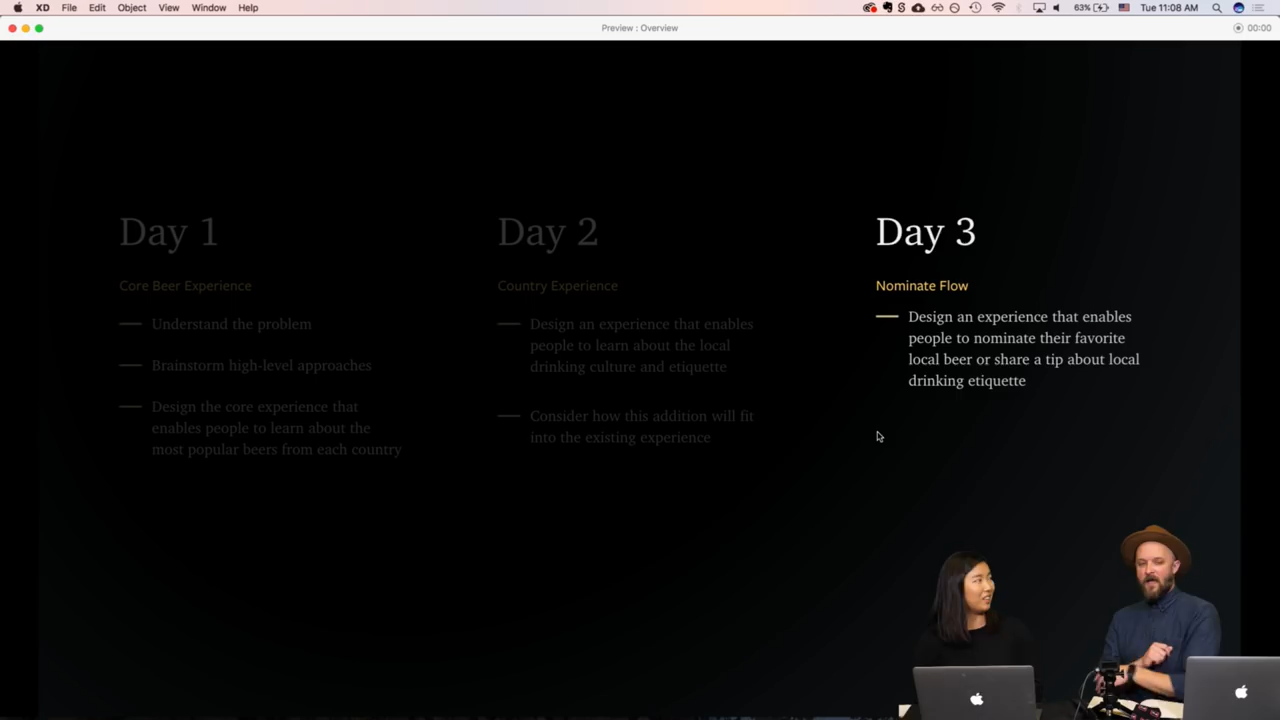 XD File Edit Object View Window Help
63% Tue 11:08 AM
Preview : Overview
00:00
Day 1
Core Beer Experience
Understand the problem
Brainstorm high-level approaches
Design the core experience that
enables people to learn about the
most popular beers from each country
Day 2
Country Experience
Design an experience that enables
people to learn about the local
drinking culture and etiquette
Consider how this addition will fit
into the existing experience
Day 3
Nominate Flow
Design an experience that enables
people to nominate their favorite
local beer or share a tip about local
drinking etiquette